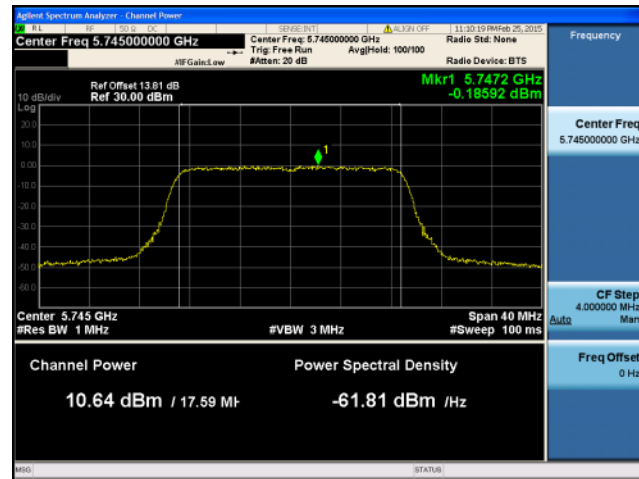 Agilent Spectrum Analyzer - Channel Power
RL RF 50 Ω DC SENSE:INT ALIGN OFF 11:10:19 PM Feb 25, 2015
Center Freq 5.745000000 GHz
Center Freq: 5.745000000 GHz
Radio Std: None
Trig: Free Run Avg|Hold: 100/100
#IFGain:Low #Atten: 20 dB Radio Device: BTS
Ref Offset 13.81 dB
10 dB/div Ref 30.00 dBm
Mkr1 5.7472 GHz
-0.18592 dBm
Log
20.0
10.0
0.00
-10.0
-20.0
-30.0
-40.0
-50.0
-60.0
1
Center 5.745 GHz Span 40 MHz
#Res BW 1 MHz #VBW 3 MHz #Sweep 100 ms
Channel Power Power Spectral Density
10.64 dBm / 17.59 MH -61.81 dBm /Hz
MSG STATUS
Frequency
Center Freq
5.745000000 GHz
CF Step
4.000000 MHz
Auto Man
Freq Offset
0 Hz